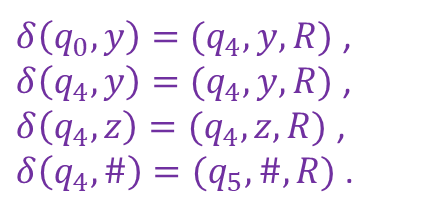 δ(q₀, y) = (q₄, y, R) ,
δ(q₄, y) = (q₄, y, R) ,
δ(q₄, z) = (q₄, z, R) ,
δ(q₄, #) = (q₅, #, R) .